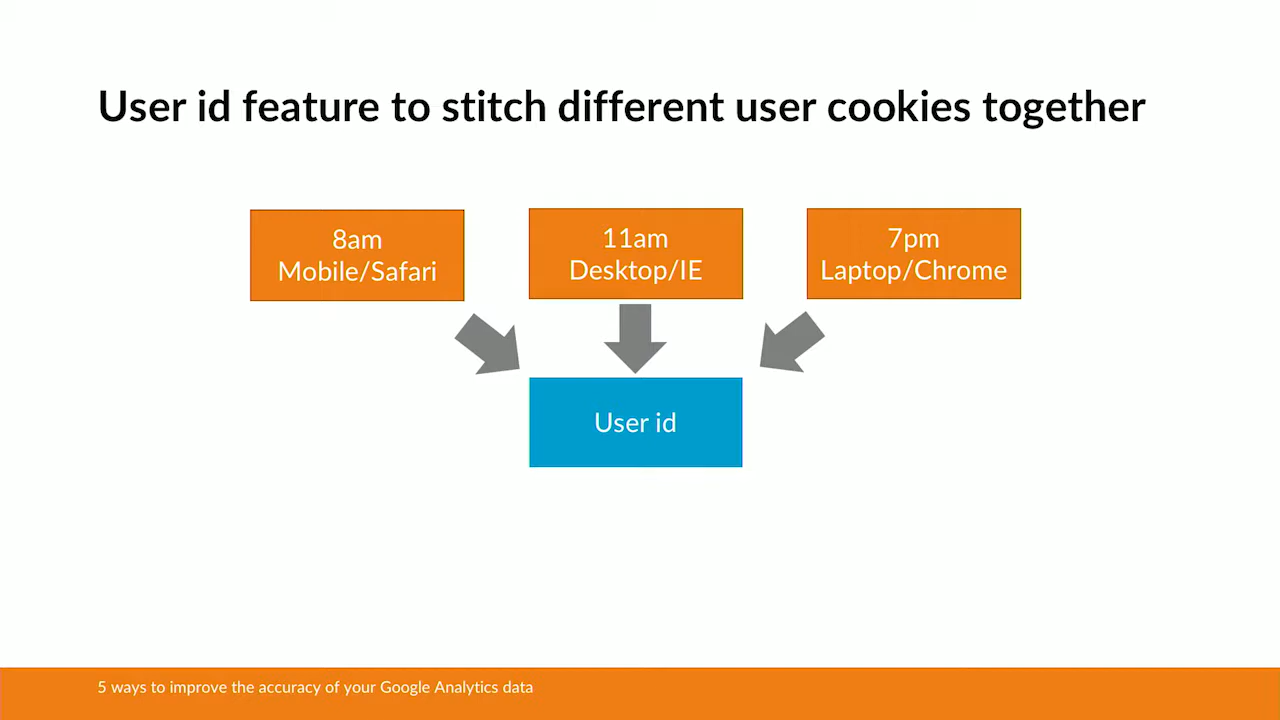 User id feature to stitch different user cookies together
8am
Mobile/Safari
11am
Desktop/IE
7pm
Laptop/Chrome
User id
5 ways to improve the accuracy of your Google Analytics data